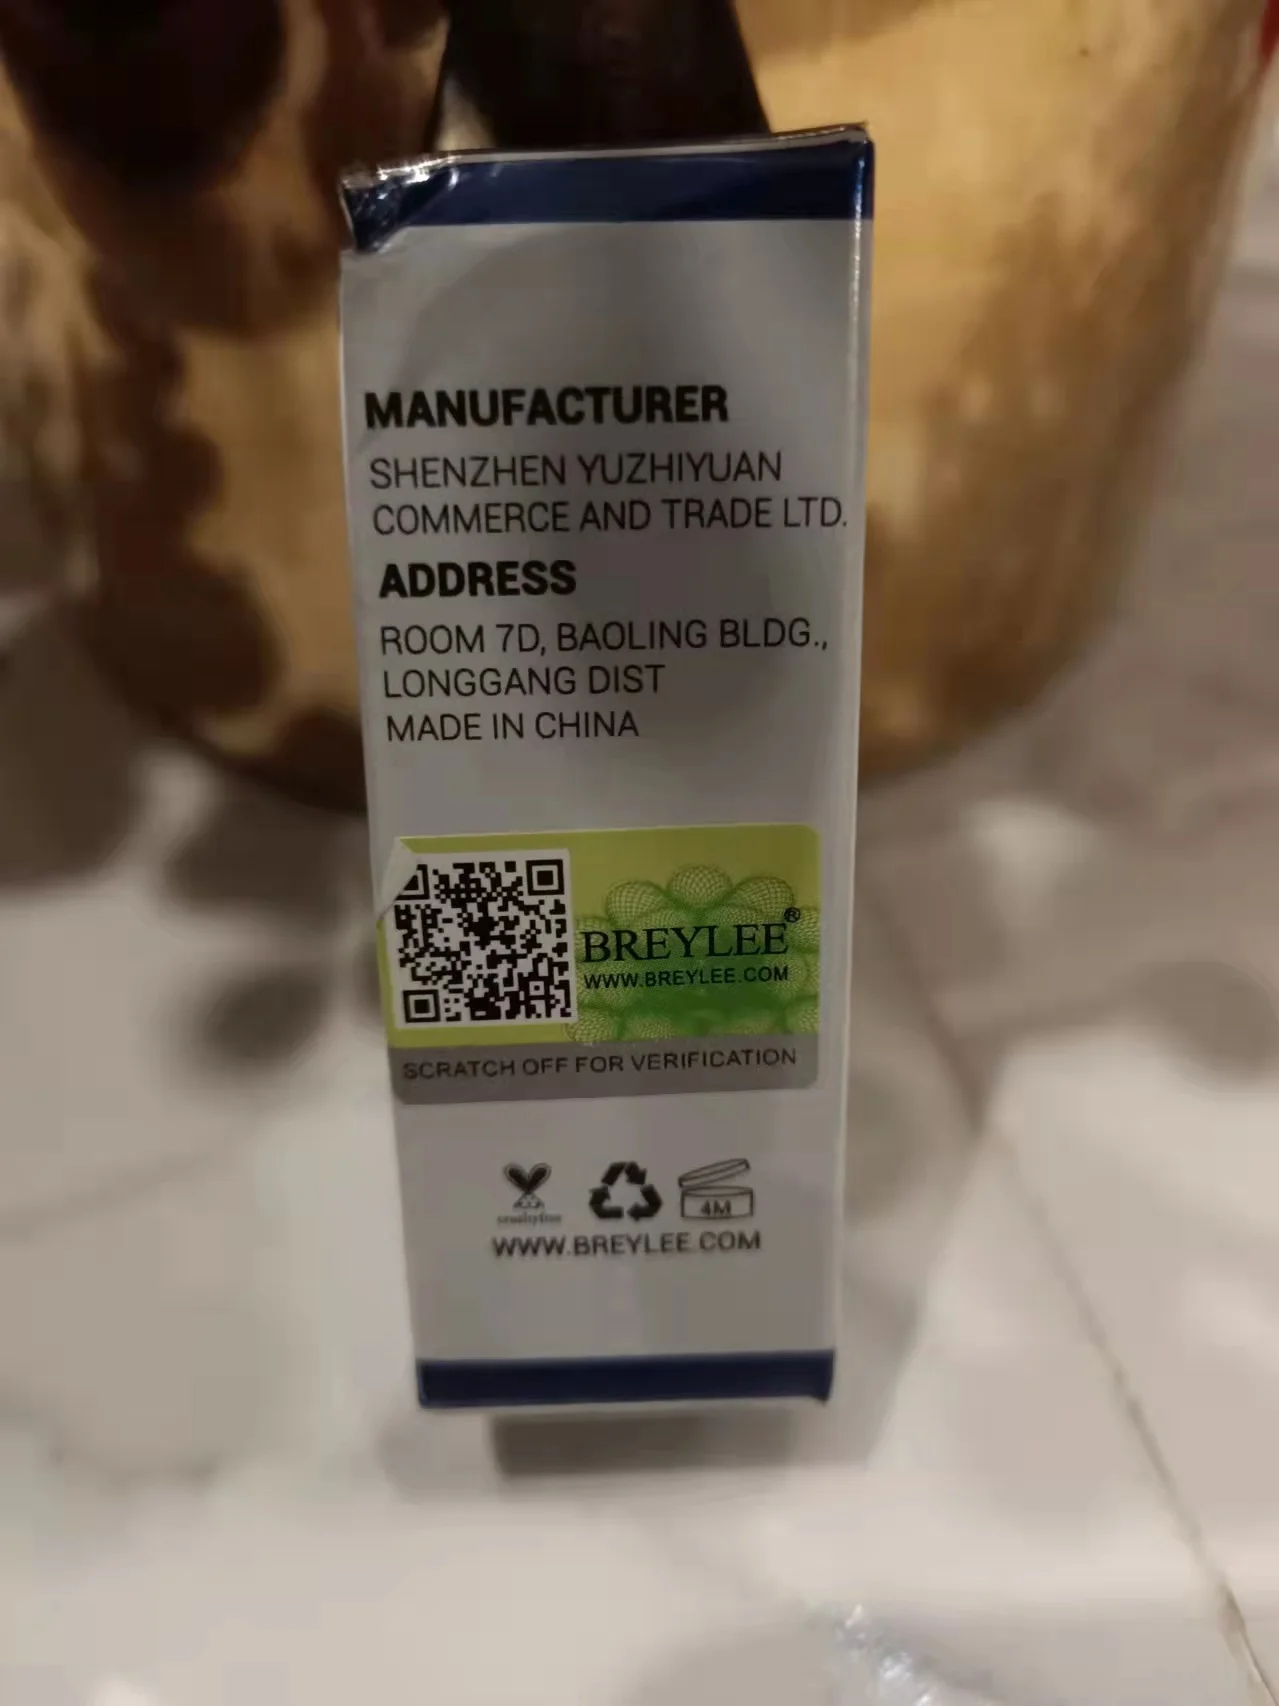 MANUFACTURER
SHENZHEN YUZHIYUAN
COMMERCE AND TRADE LTD.
ADDRESS
ROOM 7D, BAOLING BLDG.,
LONGGANG DIST
MADE IN CHINA
BREYLEE®
WWW.BREYLEE.COM
SCRATCH OFF FOR VERIFICATION
crueltyfree
4M
WWW.BREYLEE.COM